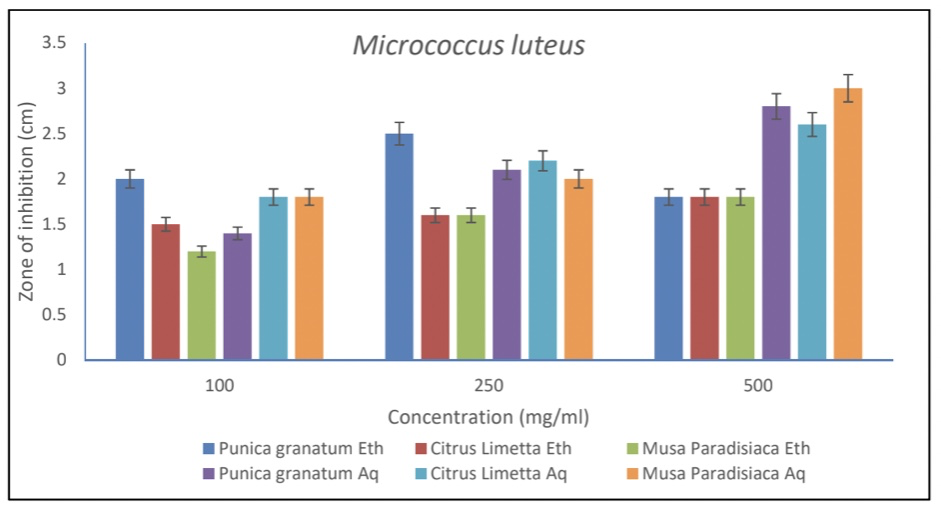 Micrococcus luteus
Zone of inhibition (cm)
3.5
3
2.5
2
1.5
1
0.5
0
100 250 500
Concentration (mg/ml)
Punica granatum Eth Citrus Limetta Eth Musa Paradisiaca Eth
Punica granatum Aq Citrus Limetta Aq Musa Paradisiaca Aq